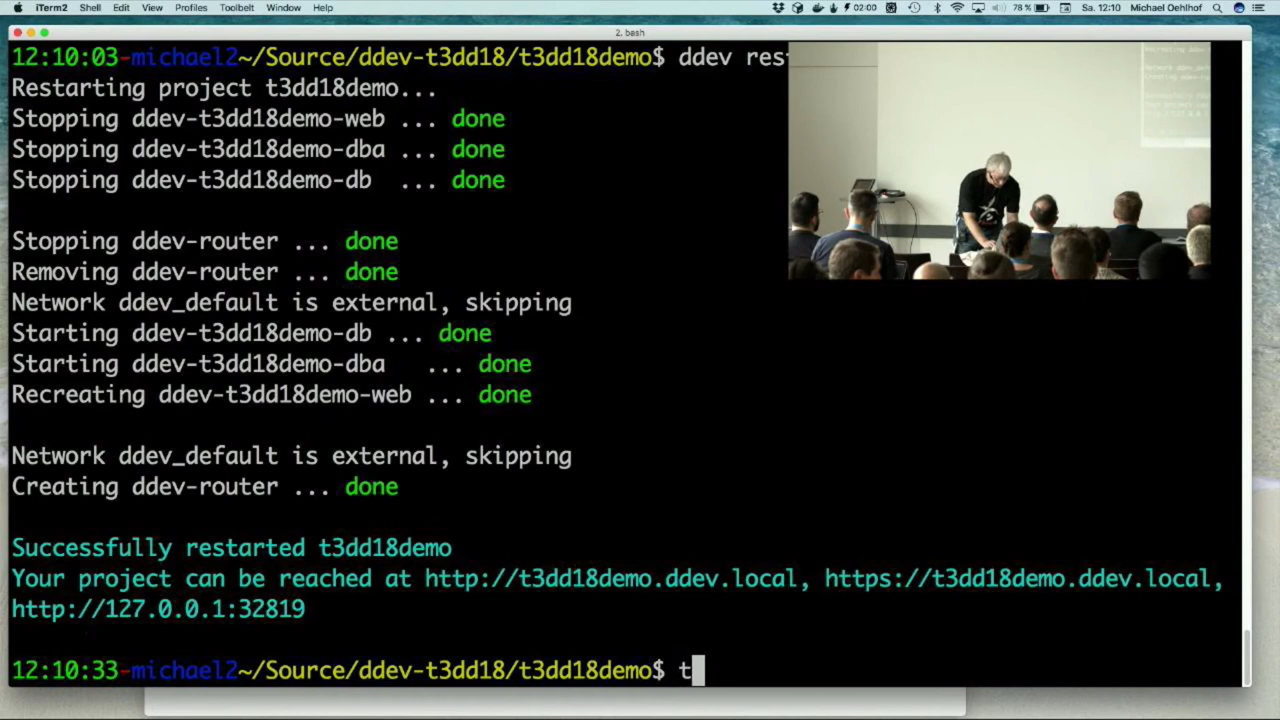 iTerm2 Shell Edit View Profiles Toolbelt Window Help 02:00 78 % Sa. 12:10 Michael Oehlhof
2. bash
12:10:03-michael2~/Source/ddev-t3dd18/t3dd18demo$ ddev rest
Restarting project t3dd18demo...
Stopping ddev-t3dd18demo-web ... done
Stopping ddev-t3dd18demo-dba ... done
Stopping ddev-t3dd18demo-db ... done
Stopping ddev-router ... done
Removing ddev-router ... done
Network ddev_default is external, skipping
Starting ddev-t3dd18demo-db ... done
Starting ddev-t3dd18demo-dba ... done
Recreating ddev-t3dd18demo-web ... done
Network ddev_default is external, skipping
Creating ddev-router ... done
Successfully restarted t3dd18demo
Your project can be reached at http://t3dd18demo.ddev.local, https://t3dd18demo.ddev.local,
http://127.0.0.1:32819
12:10:33-michael2~/Source/ddev-t3dd18/t3dd18demo$ t